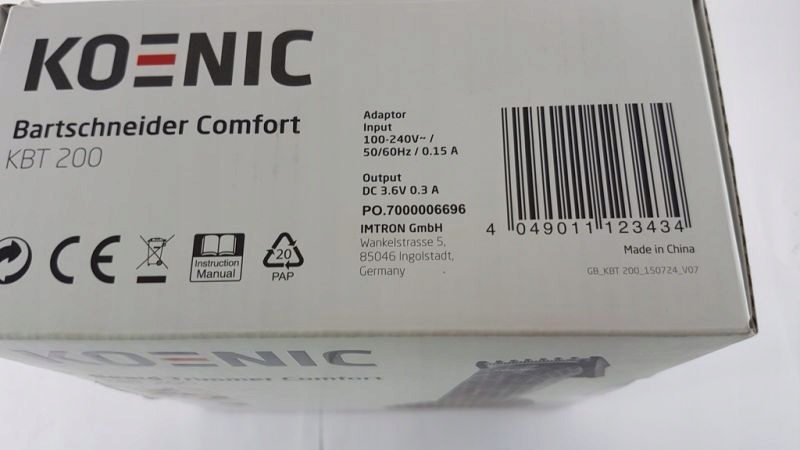 KOENIC
Bartschneider Comfort
KBT 200
Adaptor
Input
100-240V~ /
50/60Hz / 0.15 A
Output
DC 3.6V 0.3 A
PO.7000006696
IMTRON GmbH
Wankelstrasse 5,
85046 Ingolstadt,
Germany
4 049011 123434
Made in China
GB_KBT 200_150724_V07
CE
Instruction
Manual
20
PAP
KOENIC
Beard Trimmer Comfort